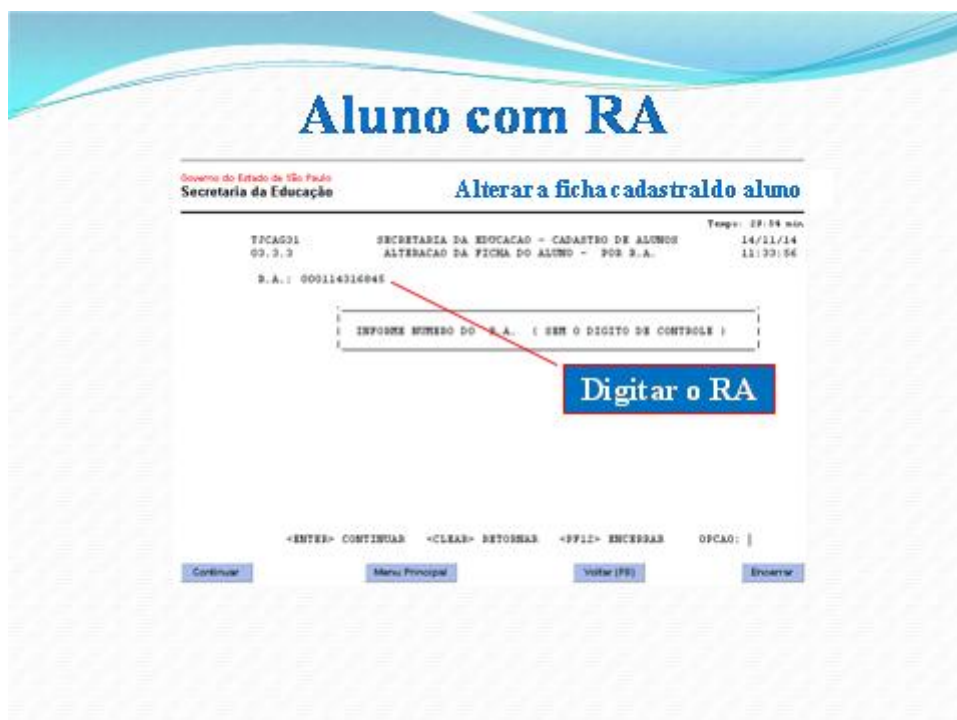 Aluno com RA
Governo do Estado de São Paulo
Secretaria da Educação
Alterar a ficha cadastral do aluno
Tempo: 29:54 min
SECRETARIA DA EDUCACAO - CADASTRO DE ALUNOS 14/11/14
03.3.3 ALTERACAO DA FICHA DO ALUNO - POR R.A. 11:33:56
R.A.: 000114316845
INFORME NUMERO DO R.A. ( SEM O DIGITO DE CONTROLE )
Digitar o RA
<ENTER> CONTINUAR <CLEAR> RETORNAR <PF12> ENCERRAR OPCAO:
Continuar Menu Principal Voltar (PF3) Encerrar